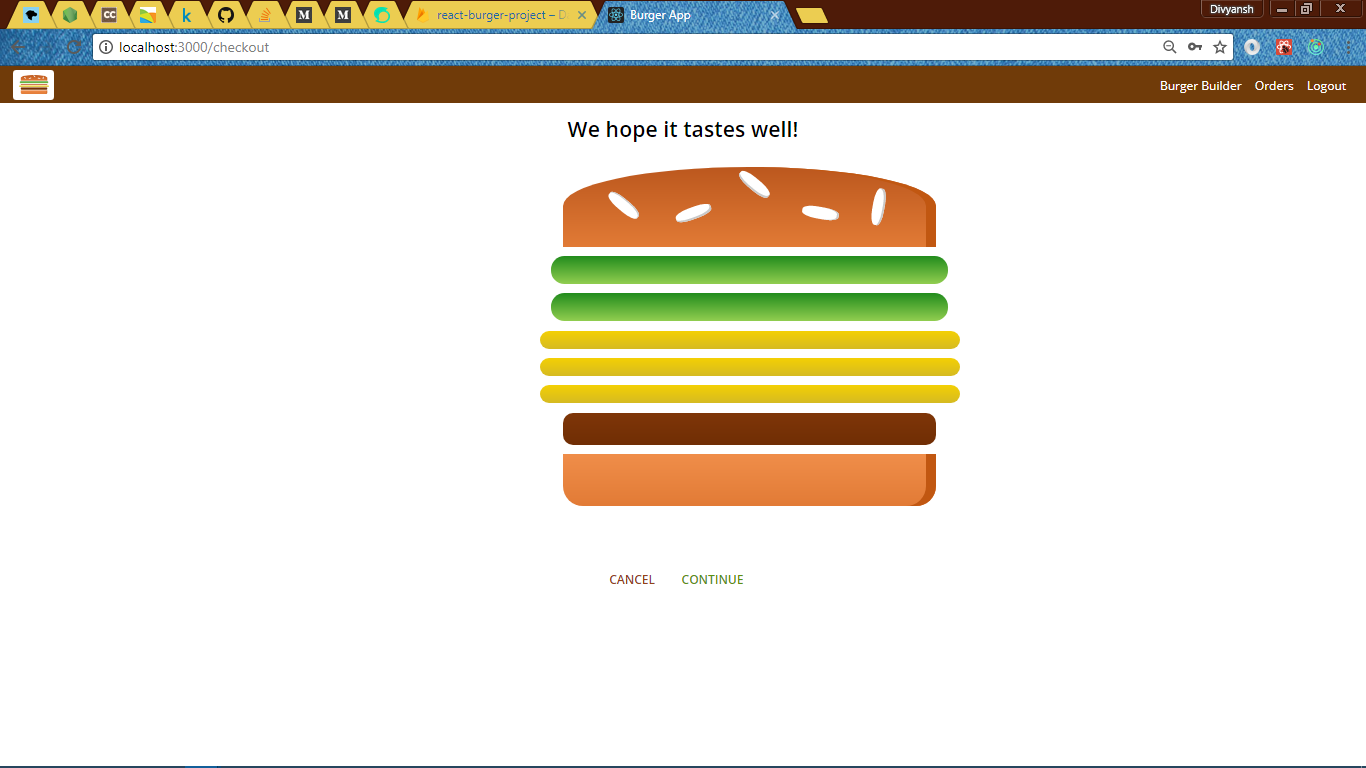 Divyansh
CC
k
M
M
react-burger-project – D
Burger App
localhost:3000/checkout
Burger Builder Orders Logout
We hope it tastes well!
CANCEL CONTINUE